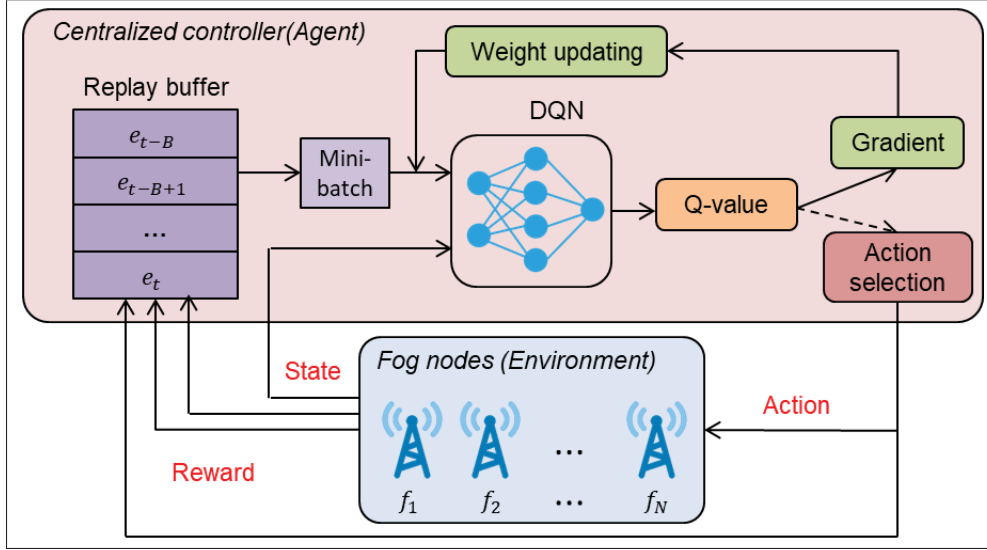 Centralized controller(Agent)
Weight updating
Replay buffer
DQN
e_{t−B}
Gradient
Mini-
batch
e_{t−B+1}
Q-value
...
Action
selection
e_t
Fog nodes (Environment)
State
Action
...
Reward
f_1
f_2
...
f_N